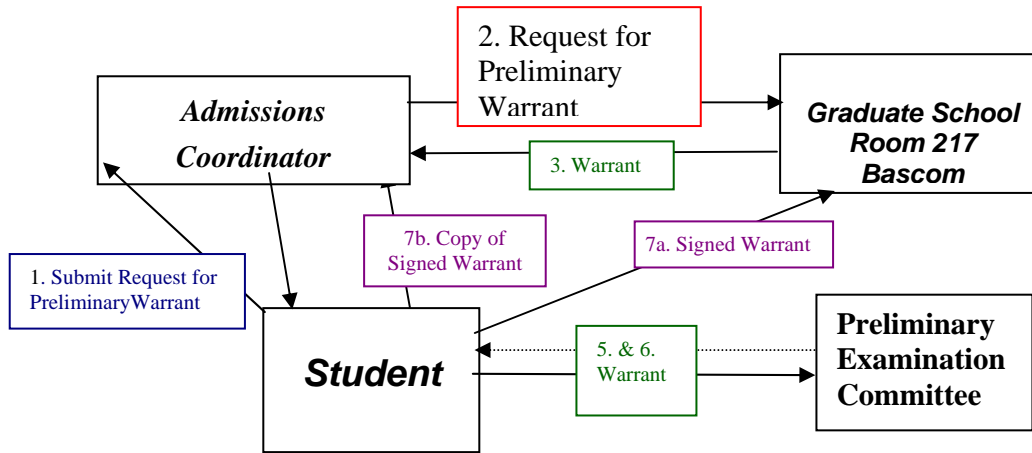 2. Request for
Preliminary
Warrant
Admissions
Coordinator
Graduate School
Room 217
Bascom
3. Warrant
7b. Copy of
Signed Warrant
7a. Signed Warrant
1. Submit Request for
PreliminaryWarrant
Student
5. & 6.
Warrant
Preliminary
Examination
Committee